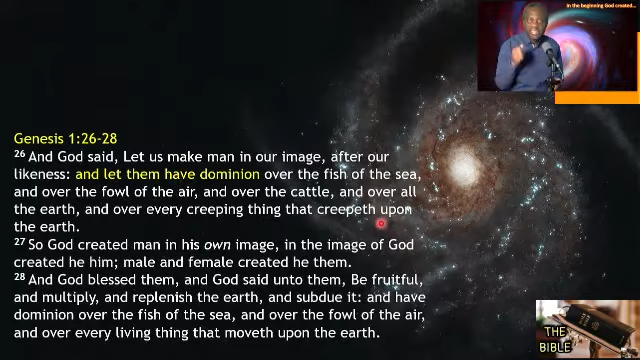 In the beginning God created...
Genesis 1:26-28
26 And God said, Let us make man in our image, after our
likeness: and let them have dominion over the fish of the sea,
and over the fowl of the air, and over the cattle, and over all
the earth, and over every creeping thing that creepeth upon
the earth.
27 So God created man in his own image, in the image of God
created he him; male and female created he them.
28 And God blessed them, and God said unto them, Be fruitful,
and multiply, and replenish the earth, and subdue it: and have
dominion over the fish of the sea, and over the fowl of the air,
and over every living thing that moveth upon the earth.
THE
BIBLE